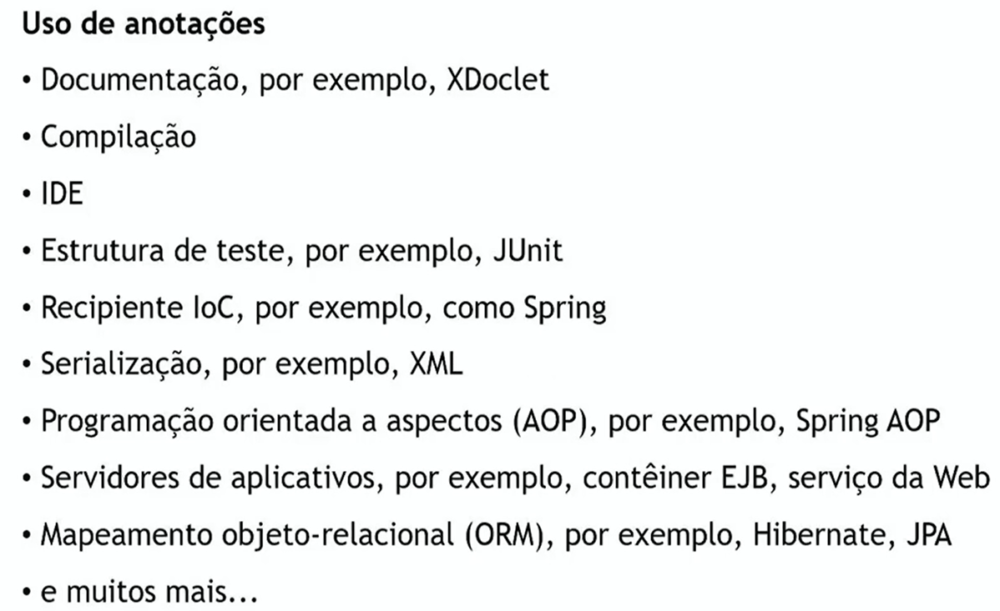 Uso de anotações
• Documentação, por exemplo, XDoclet
• Compilação
• IDE
• Estrutura de teste, por exemplo, JUnit
• Recipiente IoC, por exemplo, como Spring
• Serialização, por exemplo, XML
• Programação orientada a aspectos (AOP), por exemplo, Spring AOP
• Servidores de aplicativos, por exemplo, contêiner EJB, serviço da Web
• Mapeamento objeto-relacional (ORM), por exemplo, Hibernate, JPA
• e muitos mais...